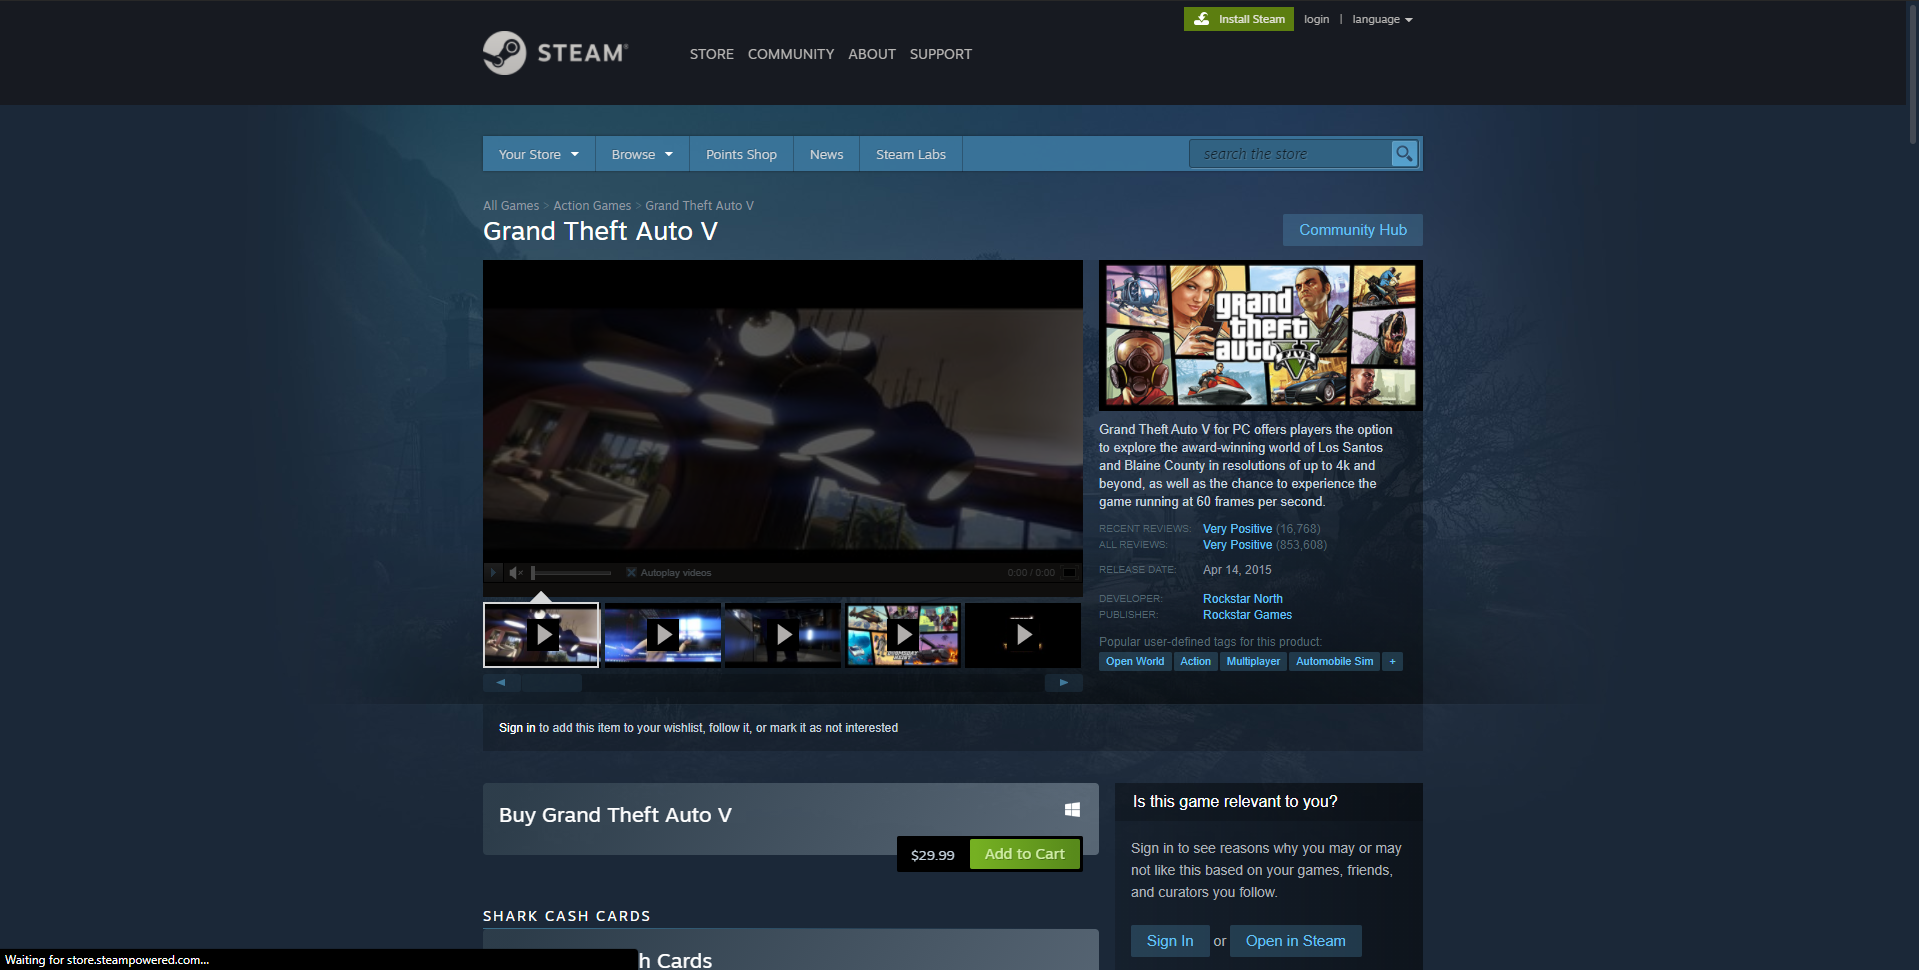 Install Steam login | language
STEAM®
STORE COMMUNITY ABOUT SUPPORT
Your Store Browse Points Shop News Steam Labs search the store
All Games > Action Games > Grand Theft Auto V
Grand Theft Auto V
Community Hub
grand
theft
auto
FIVE
V
Grand Theft Auto V for PC offers players the option
to explore the award-winning world of Los Santos
and Blaine County in resolutions of up to 4k and
beyond, as well as the chance to experience the
game running at 60 frames per second.
RECENT REVIEWS: Very Positive (16,768)
ALL REVIEWS: Very Positive (853,608)
RELEASE DATE: Apr 14, 2015
DEVELOPER: Rockstar North
PUBLISHER: Rockstar Games
Popular user-defined tags for this product:
Open World Action Multiplayer Automobile Sim +
Autoplay videos 0:00 / 0:00
Sign in to add this item to your wishlist, follow it, or mark it as not interested
Buy Grand Theft Auto V
$29.99 Add to Cart
Is this game relevant to you?
Sign in to see reasons why you may or may
not like this based on your games, friends,
and curators you follow.
Sign In or Open in Steam
SHARK CASH CARDS
h Cards
Waiting for store.steampowered.com...